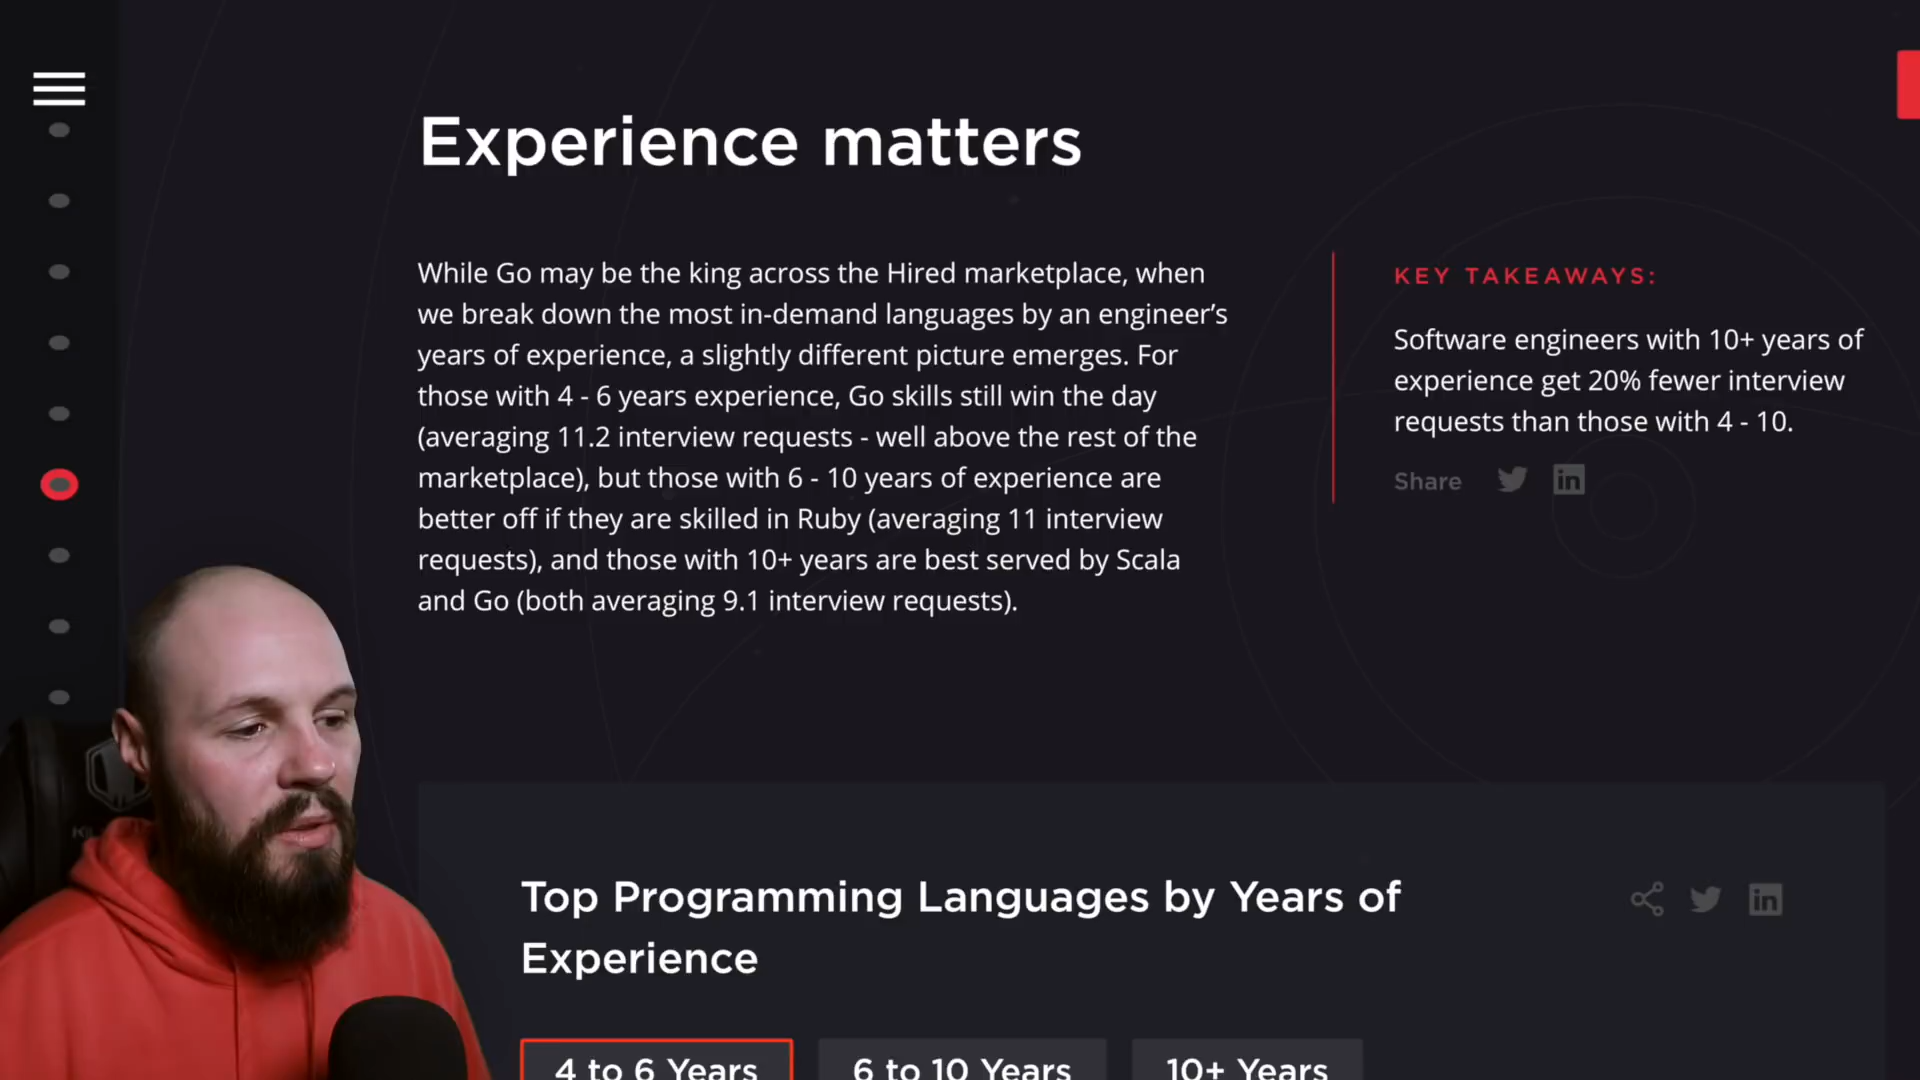 Experience matters
While Go may be the king across the Hired marketplace, when
we break down the most in-demand languages by an engineer’s
years of experience, a slightly different picture emerges. For
those with 4 - 6 years experience, Go skills still win the day
(averaging 11.2 interview requests - well above the rest of the
marketplace), but those with 6 - 10 years of experience are
better off if they are skilled in Ruby (averaging 11 interview
requests), and those with 10+ years are best served by Scala
and Go (both averaging 9.1 interview requests).
KEY TAKEAWAYS:
Software engineers with 10+ years of
experience get 20% fewer interview
requests than those with 4 - 10.
Share
in
Top Programming Languages by Years of
Experience
in
4 to 6 Years
6 to 10 Years
10+ Years